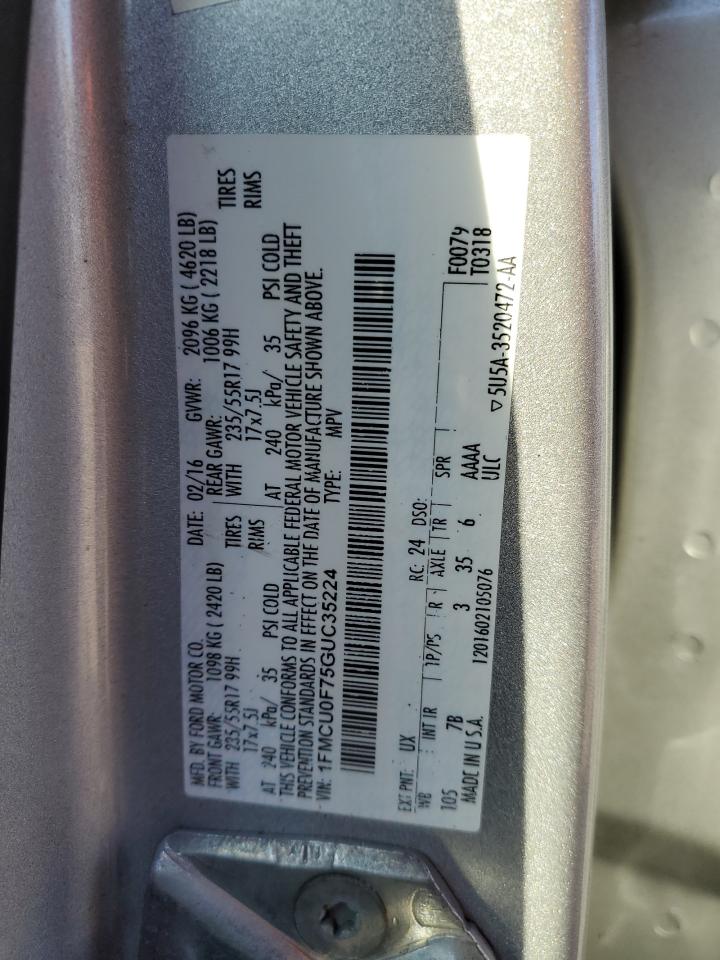 MFD. BY FORD MOTOR CO. DATE: 02/16 GVWR: 2096 KG ( 4620 LB)
FRONT GAWR: 1098 KG ( 2420 LB) REAR GAWR: 1006 KG ( 2218 LB)
WITH 235/55R17 99H TIRES WITH 235/55R17 99H TIRES
17x7.5J RIMS 17x7.5J RIMS
AT 240 kPa/ 35 PSI COLD AT 240 kPa/ 35 PSI COLD
THIS VEHICLE CONFORMS TO ALL APPLICABLE FEDERAL MOTOR VEHICLE SAFETY AND THEFT
PREVENTION STANDARDS IN EFFECT ON THE DATE OF MANUFACTURE SHOWN ABOVE.
VIN: 1FMCU0F75GUC35224 TYPE: MPV
EXT PNT: UX RC: 24 DSO: F0079
WB INT IR TP/PS R AXLE TR SPR T0318
105 7B 3 35 6 AAAA
MADE IN U.S.A. 1201602105076 ULC
▽5U5A-3520472-AA